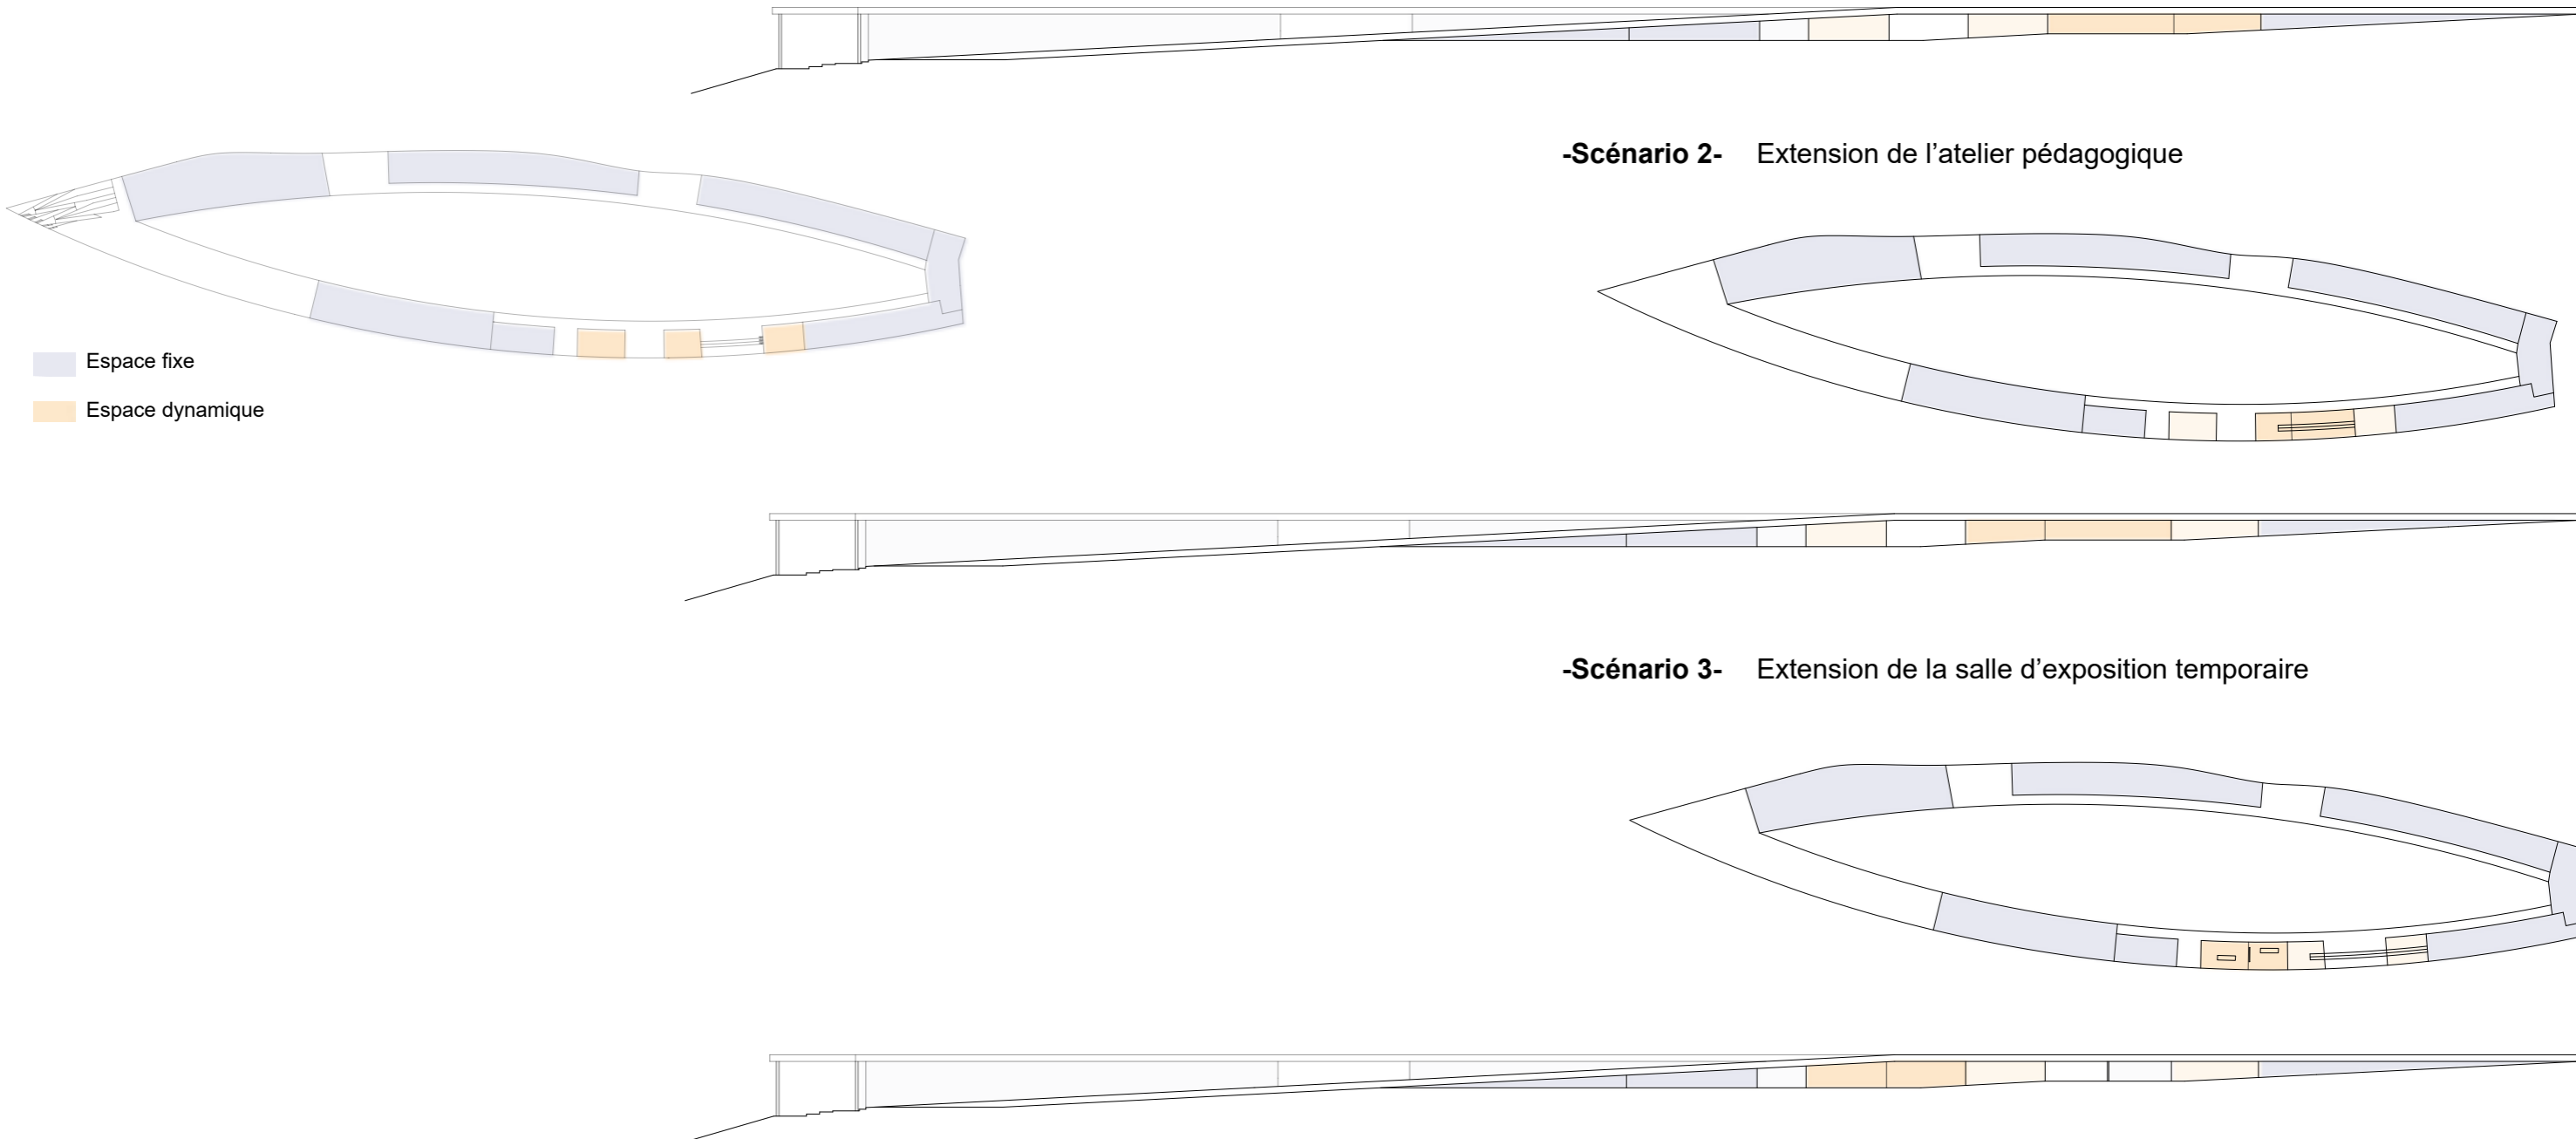 -Scénario 2- Extension de l’atelier pédagogique
Espace fixe
Espace dynamique
-Scénario 3- Extension de la salle d’exposition temporaire